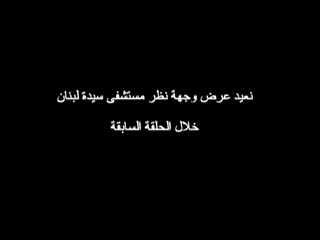 نعيد عرض وجهة نظر مستشفى سيدة لبنان
خلال الحلقة السابقة